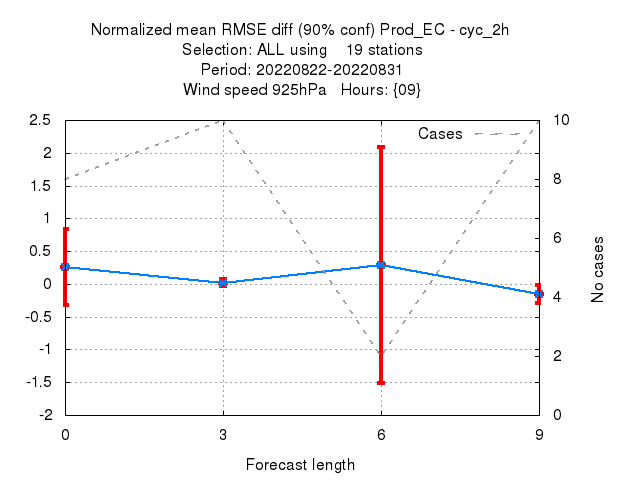 Normalized mean RMSE diff (90% conf) Prod_EC - cyc_2h
Selection: ALL using 19 stations
Period: 20220822-20220831
Wind speed 925hPa Hours: {09}
Cases
2.5
2
1.5
1
0.5
0
-0.5
-1
-1.5
-2
10
8
6
4
2
0
No cases
0 3 6 9
Forecast length